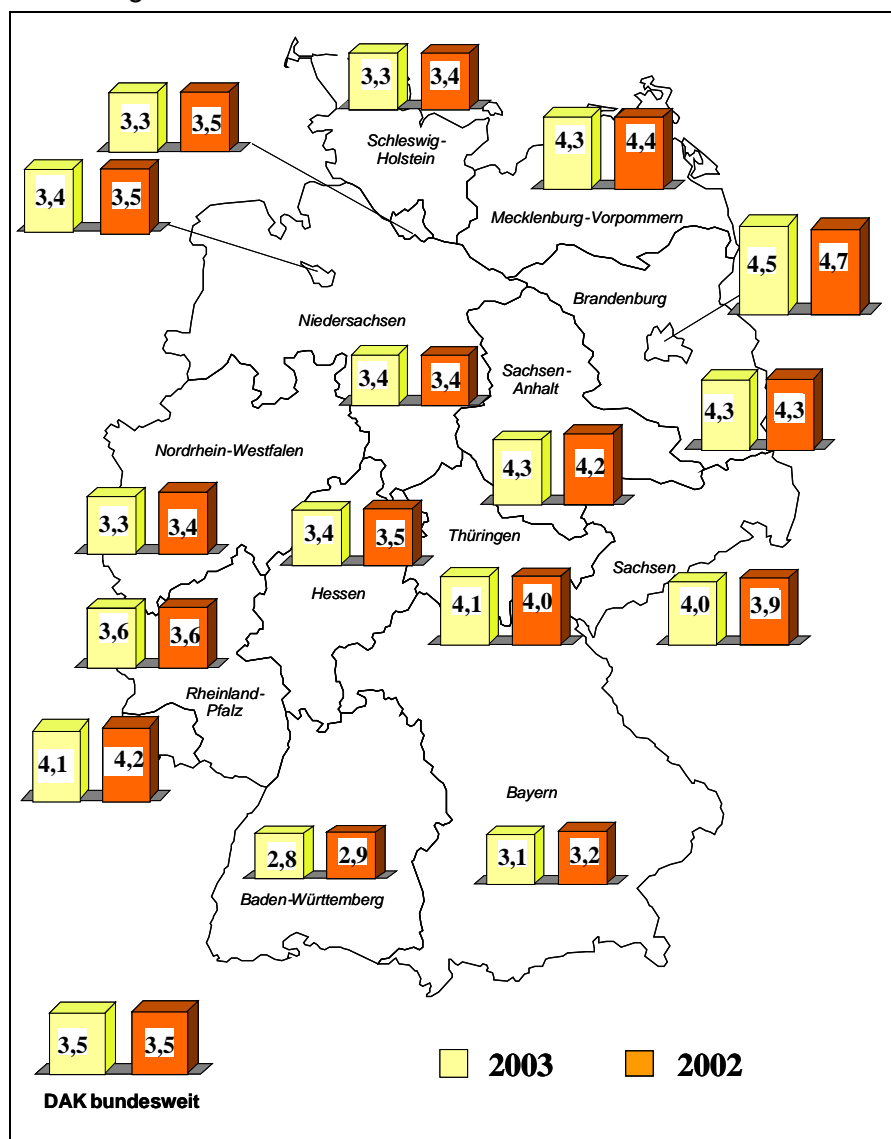 3,3 3,4
3,3 3,5
Schleswig-
Holstein
4,3 4,4
3,4 3,5
Mecklenburg-Vorpommern
4,5 4,7
Brandenburg
Niedersachsen
3,4 3,4
Sachsen-
Anhalt
4,3 4,3
Nordrhein-Westfalen
4,3 4,2
3,3 3,4
3,4 3,5
Thüringen
Hessen
Sachsen
4,1 4,0
4,0 3,9
3,6 3,6
Rheinland-
Pfalz
4,1 4,2
Bayern
2,8 2,9
3,1 3,2
Baden-Württemberg
3,5 3,5
2003 2002
DAK bundesweit